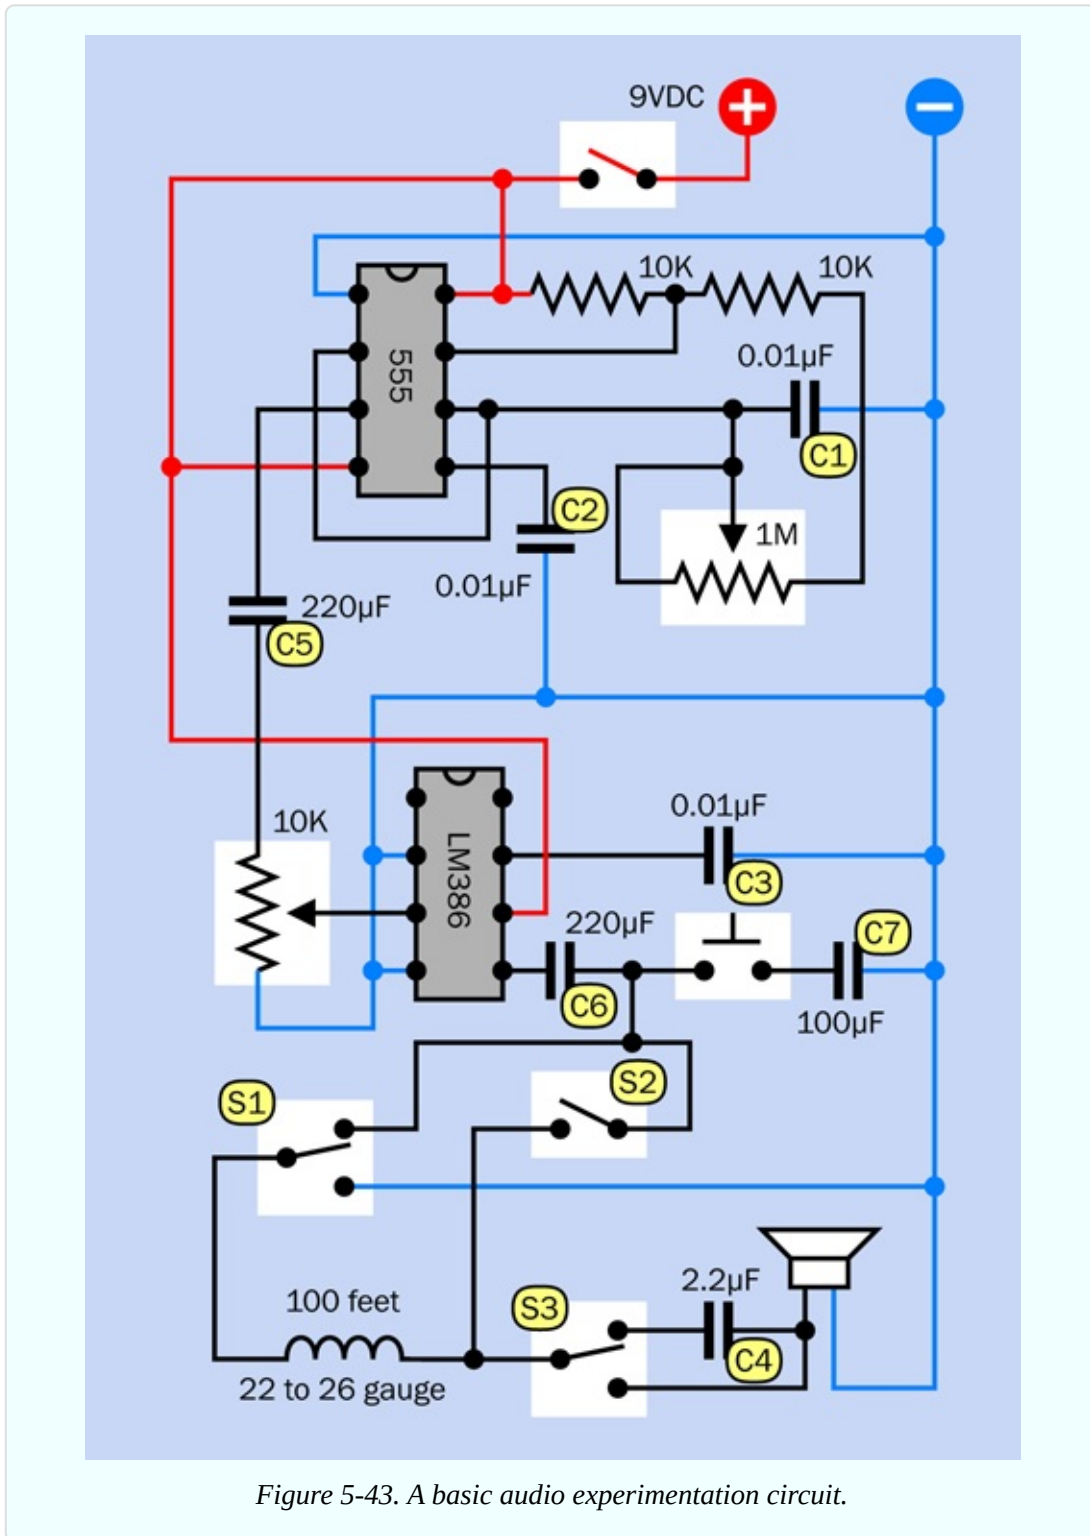 9VDC
10K
10K
555
0.01µF
C1
C2
1M
0.01µF
220µF
C5
10K
LM386
0.01µF
C3
220µF
C7
C6
100µF
S1
S2
100 feet
22 to 26 gauge
S3
2.2µF
C4
Figure 5-43. A basic audio experimentation circuit.